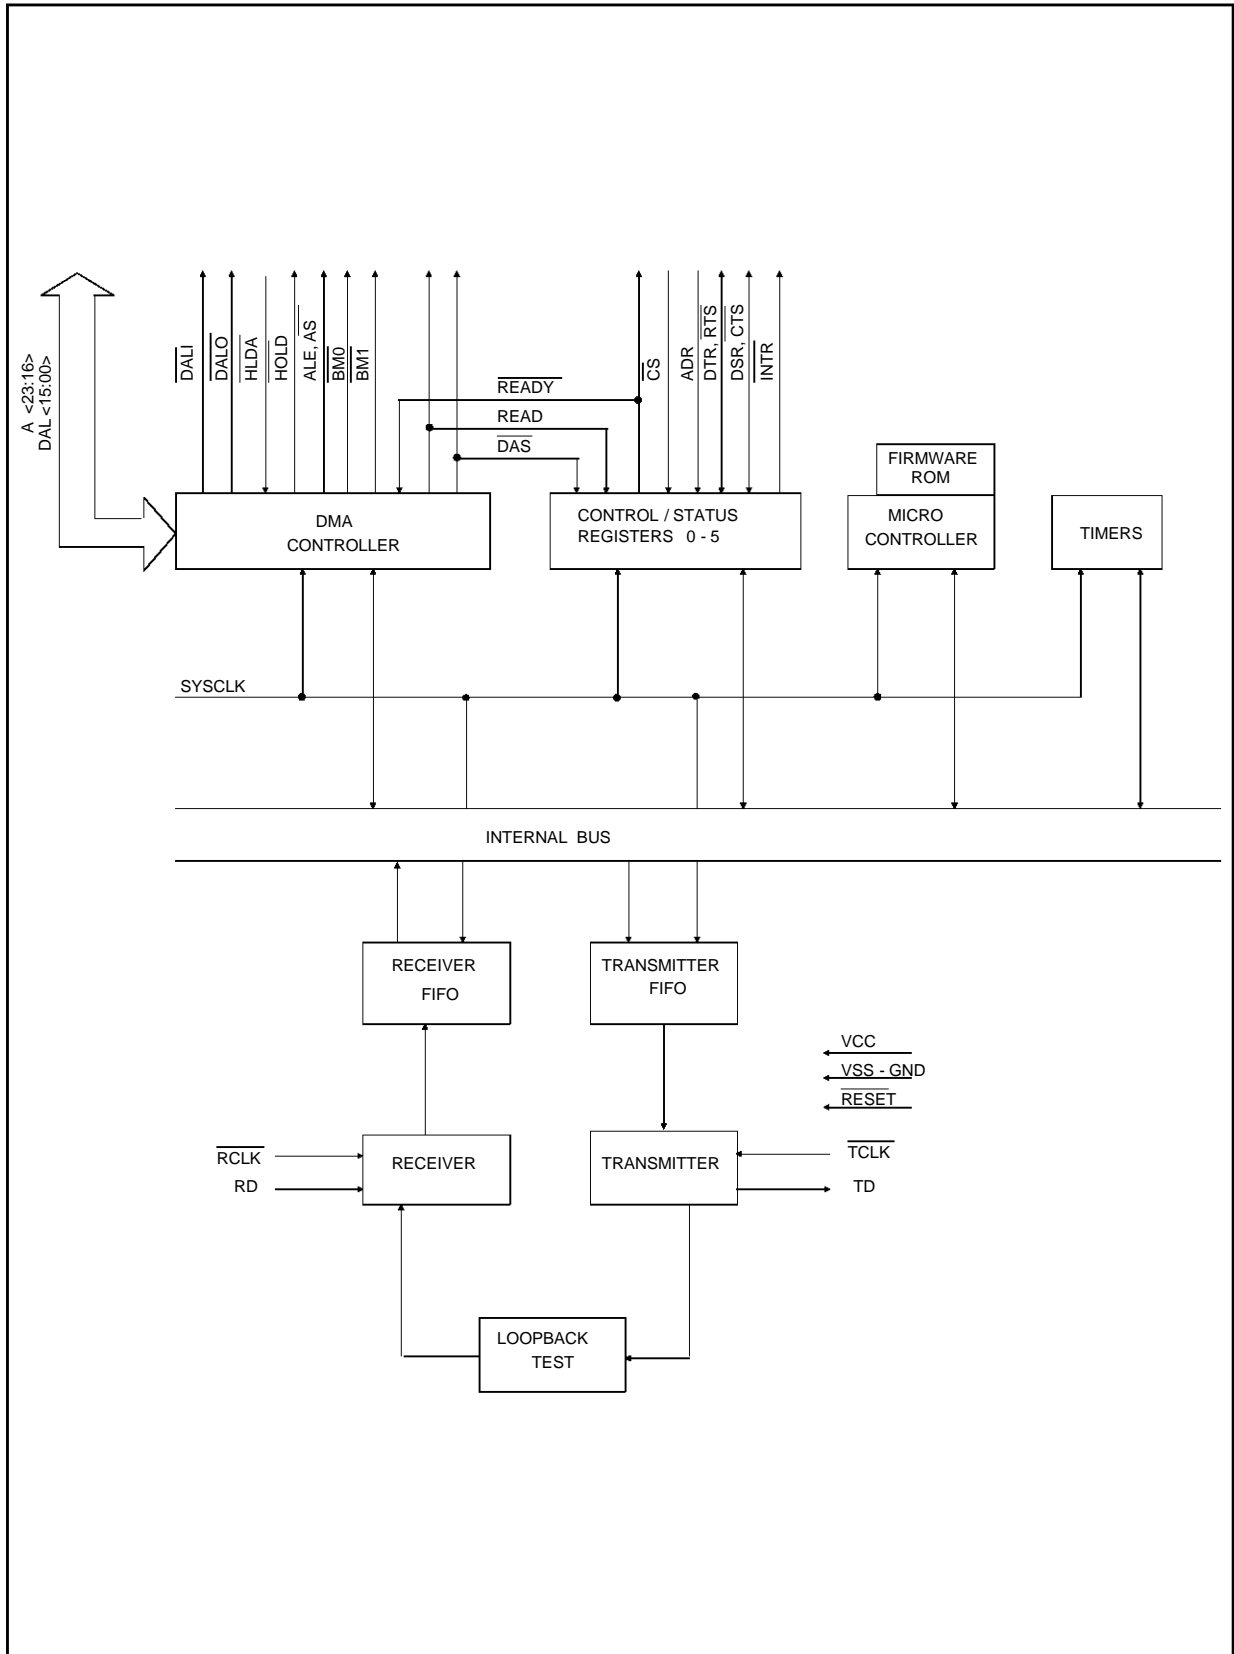 A <23:16>
DAL <15:00>
DALI
DALO
HLDA
HOLD
ALE, AS
BM0
BM1
READY
READ
DAS
CS
ADR
DTR, RTS
DSR, CTS
INTR
DMA
CONTROLLER
CONTROL / STATUS
REGISTERS 0 - 5
FIRMWARE
ROM
MICRO
CONTROLLER
TIMERS
SYSCLK
INTERNAL BUS
RECEIVER
FIFO
TRANSMITTER
FIFO
VCC
VSS - GND
RESET
RCLK
RD
RECEIVER
TRANSMITTER
TCLK
TD
LOOPBACK
TEST